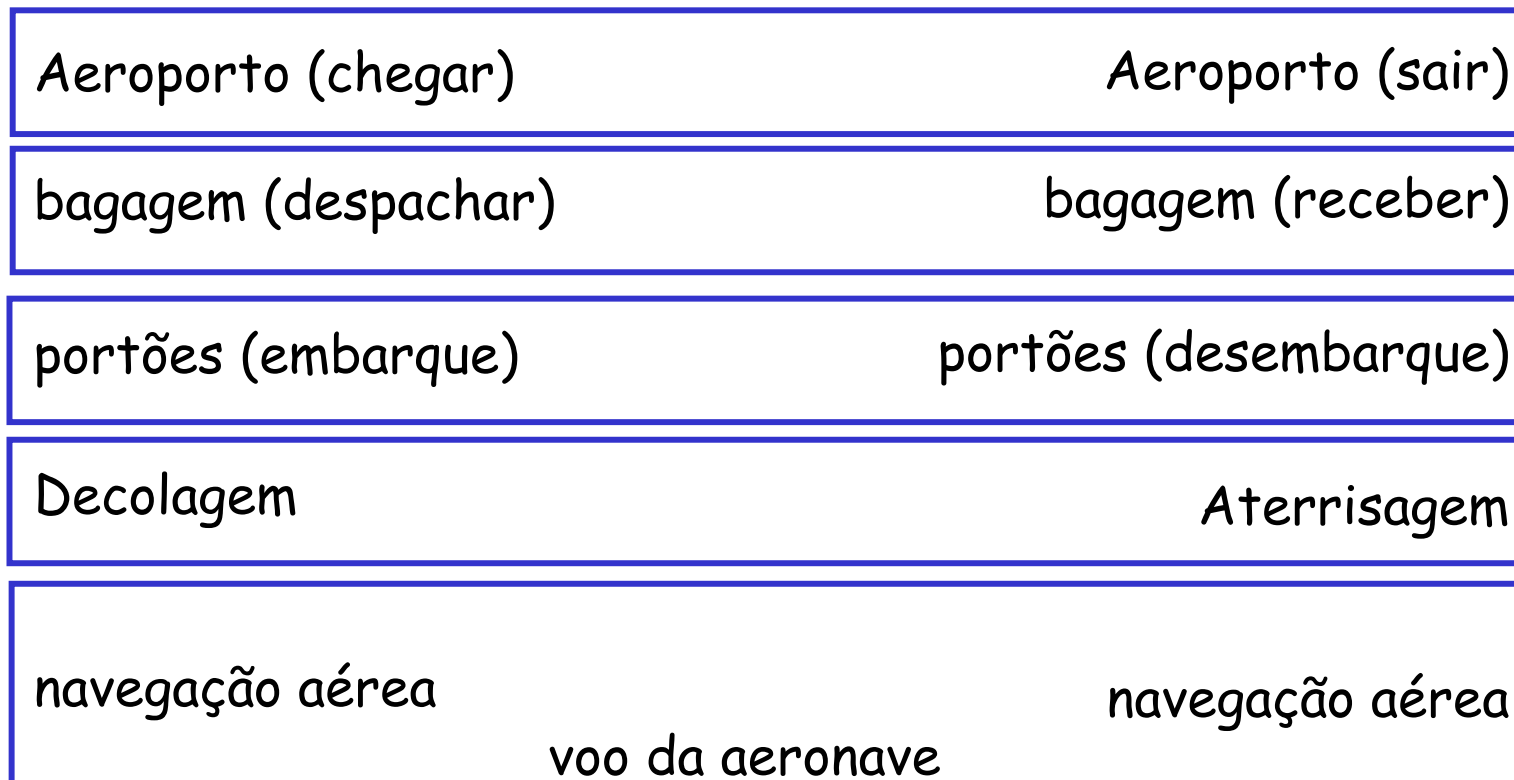 Aeroporto (chegar) Aeroporto (sair)
bagagem (despachar) bagagem (receber)
portões (embarque) portões (desembarque)
Decolagem Aterrisagem
navegação aérea navegação aérea
voo da aeronave